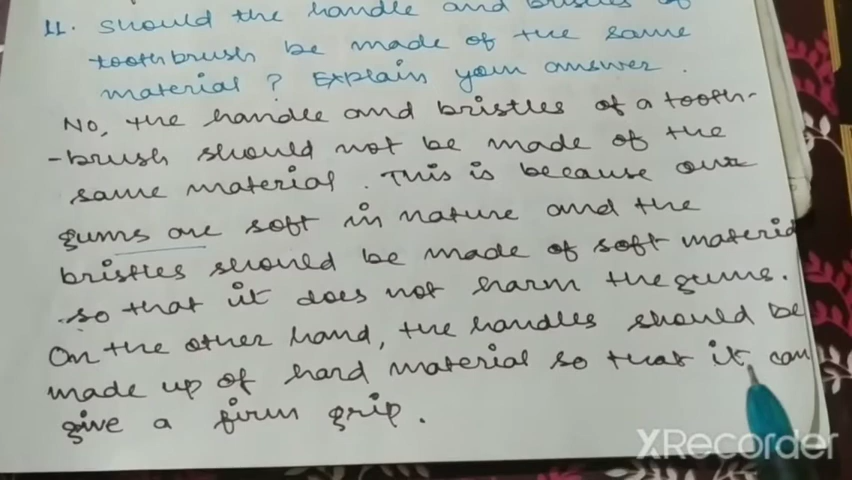 11. Should the handle and bristles of
toothbrush be made of the same
material? Explain your answer.
No, the handle and bristles of a tooth-
-brush should not be made of the
same material. This is because our
gums are soft in nature and the
bristles should be made of soft material
so that it does not harm the gums.
On the other hand, the handles should be
made up of hard material so that it can
give a firm grip.
XRecorder